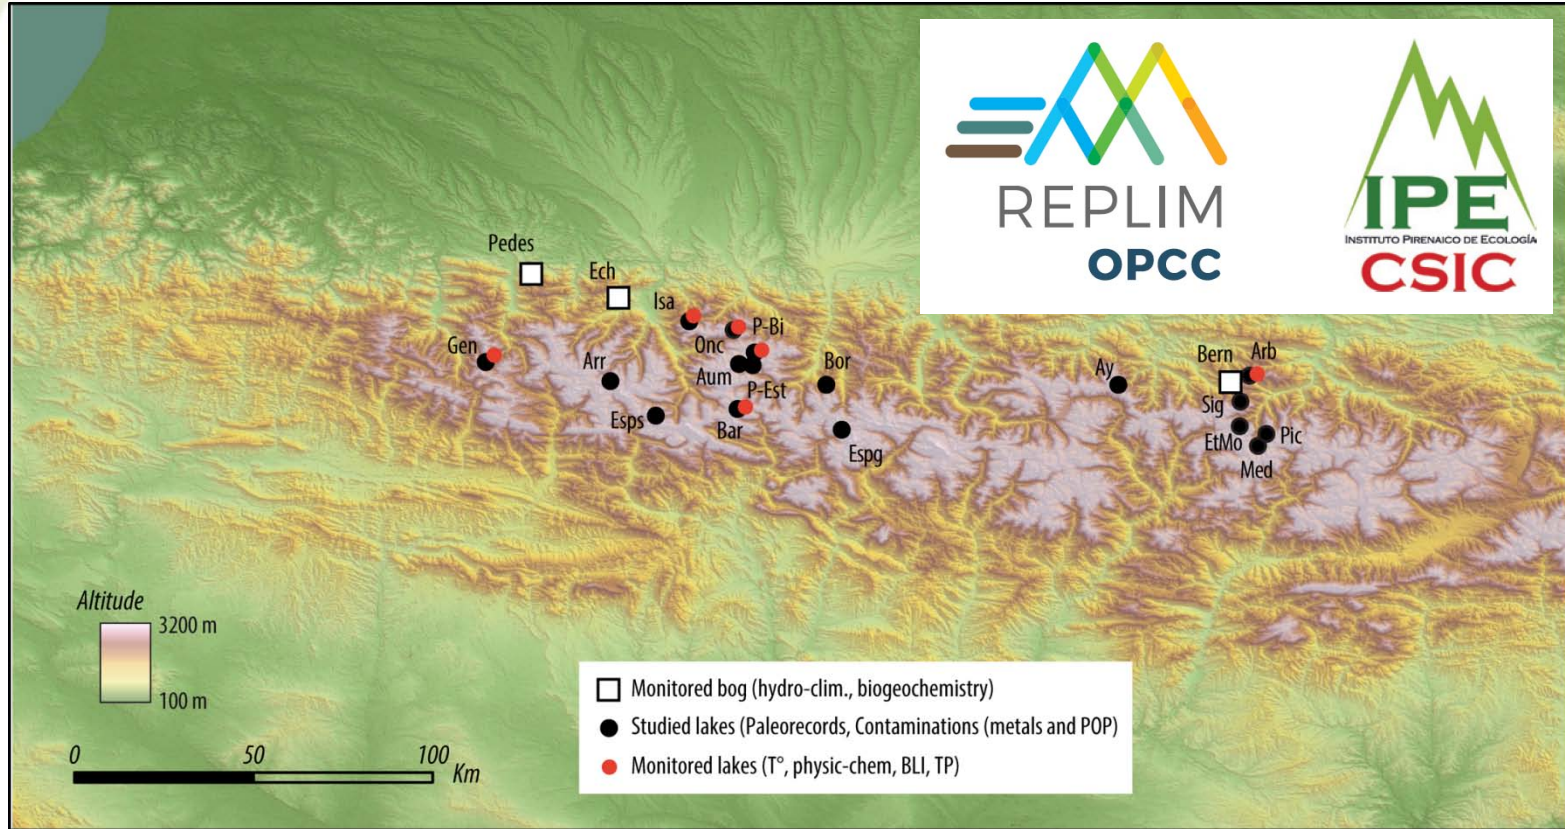 REPLIM
OPCC
IPE
INSTITUTO PIRENAICO DE ECOLOGÍA
CSIC
Pedes
Ech
Isa
P-Bi
Gen
Onc
Arr
Aum
Bor
P-Est
Esps
Bar
Espg
Ay
Bern
Arb
Sig
EtMo
Pic
Med
Altitude
3200 m
100 m
0 50 100
Km
Monitored bog (hydro-clim., biogeochemistry)
Studied lakes (Paleorecords, Contaminations (metals and POP)
Monitored lakes (T°, physic-chem, BLI, TP)